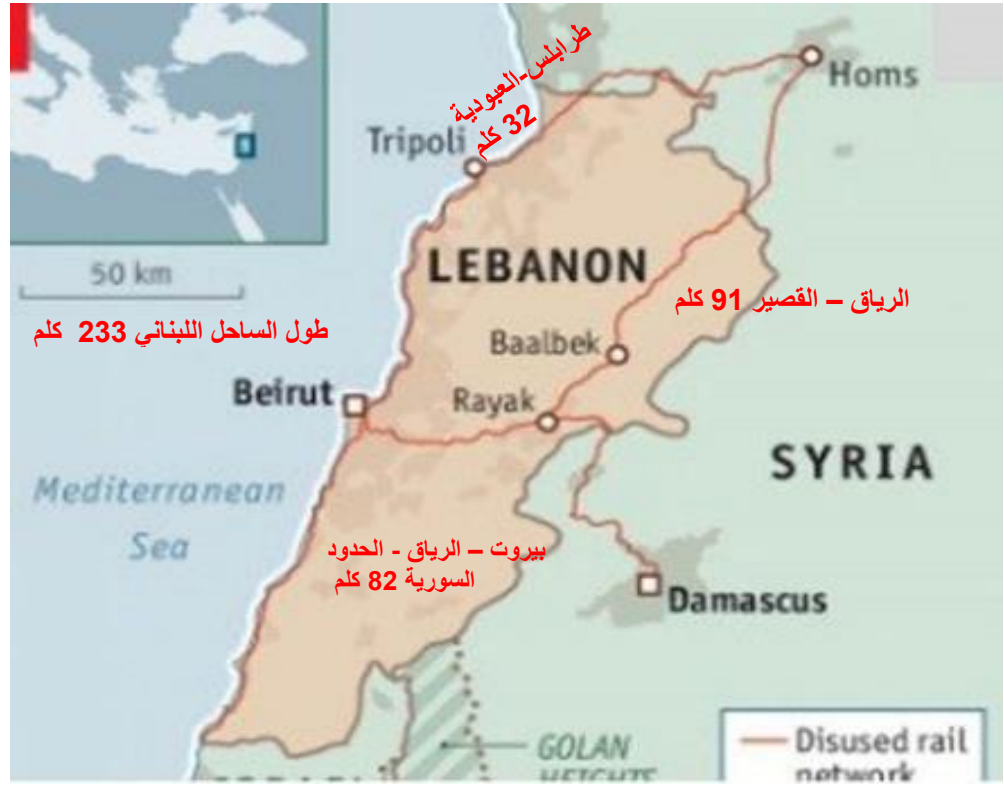 طرابلس-العبودية
32 كلم
Homs
Tripoli
LEBANON
50 km
الرياق – القصير 91 كلم
طول الساحل اللبناني 233 كلم
Baalbek
Beirut
Rayak
SYRIA
Mediterranean
Sea
بيروت – الرياق - الحدود
السورية 82 كلم
Damascus
GOLAN
HEIGHTS
Disused rail
network